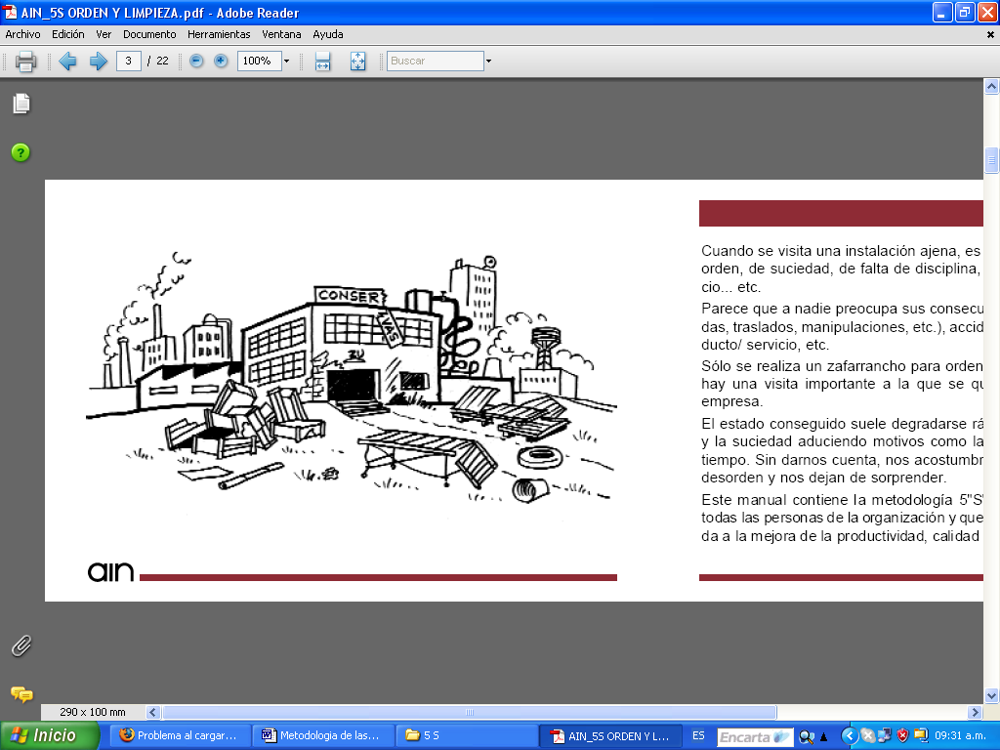 AIN_5S ORDEN Y LIMPIEZA.pdf - Adobe Reader
Archivo Edición Ver Documento Herramientas Ventana Ayuda
3 / 22 100% Buscar
CONSER
VAS
Cuando se visita una instalación ajena, es
orden, de suciedad, de falta de disciplina,
cio... etc.
Parece que a nadie preocupa sus consecu
das, traslados, manipulaciones, etc.), accid
ducto/ servicio, etc.
Sólo se realiza un zafarrancho para orden
hay una visita importante a la que se qu
empresa.
El estado conseguido suele degradarse rá
y la suciedad aduciendo motivos como la
tiempo. Sin darnos cuenta, nos acostumbr
desorden y nos dejan de sorprender.
Este manual contiene la metodología 5"S"
todas las personas de la organización y que
da a la mejora de la productividad, calidad
ain
290 x 100 mm
Inicio Problema al cargar... Metodologia de las... 5 S AIN_5S ORDEN Y L... ES Encarta 09:31 a.m.